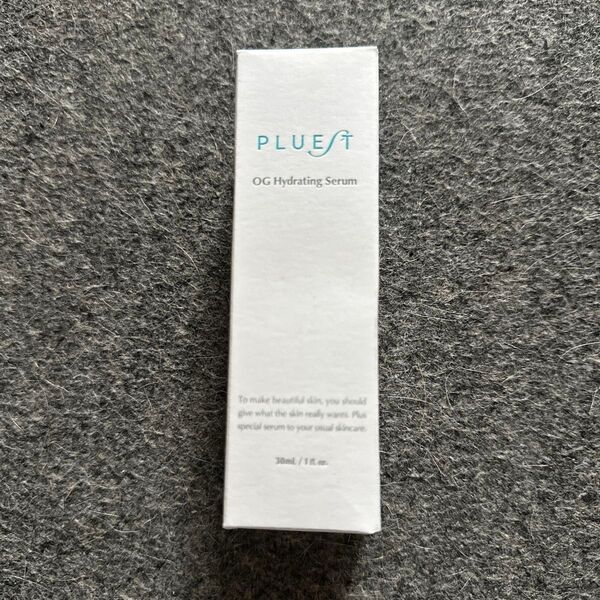 PLUEST
OG Hydrating Serum
To make beautiful skin, you should
give what the skin really wants. Plus
special serum to your usual skincare.
30mL / 1 fl. oz.